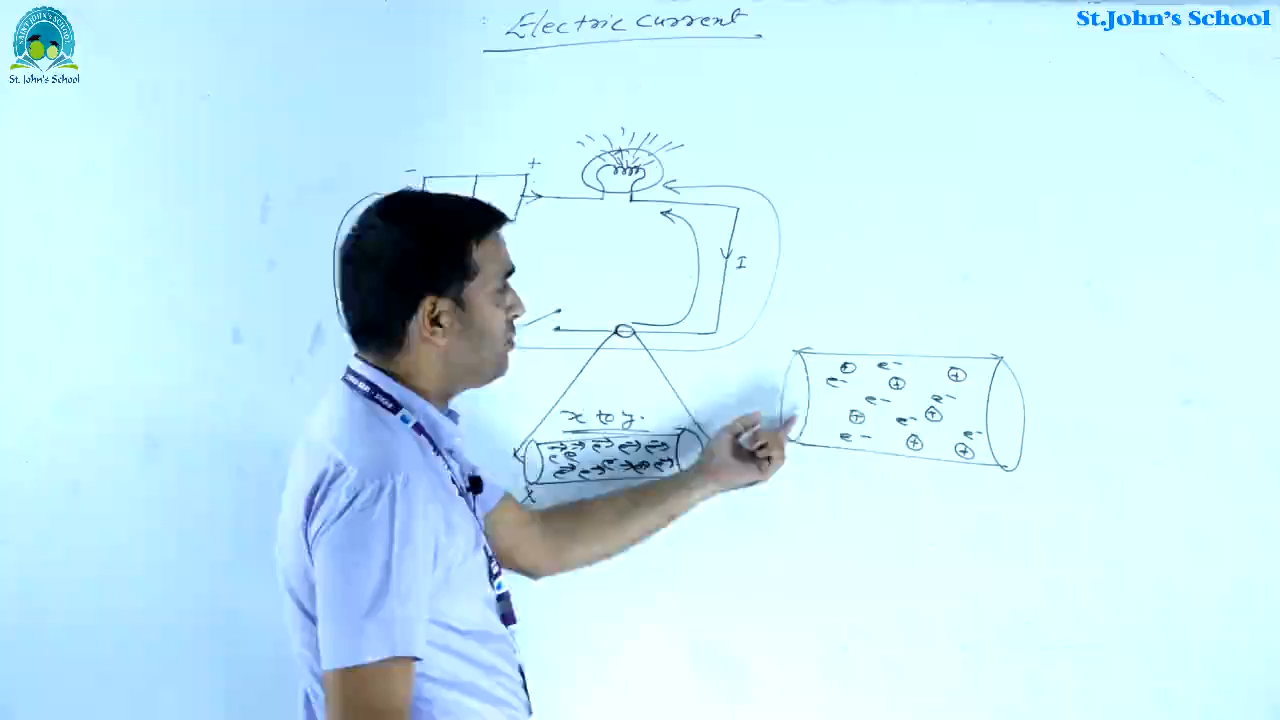 St. John's School
St.John's School
Electric Current
- +
I
x to y.
x
e⁻ e⁻ e⁻ e⁻ e⁻ e⁻ e⁻
+ + + + + + +